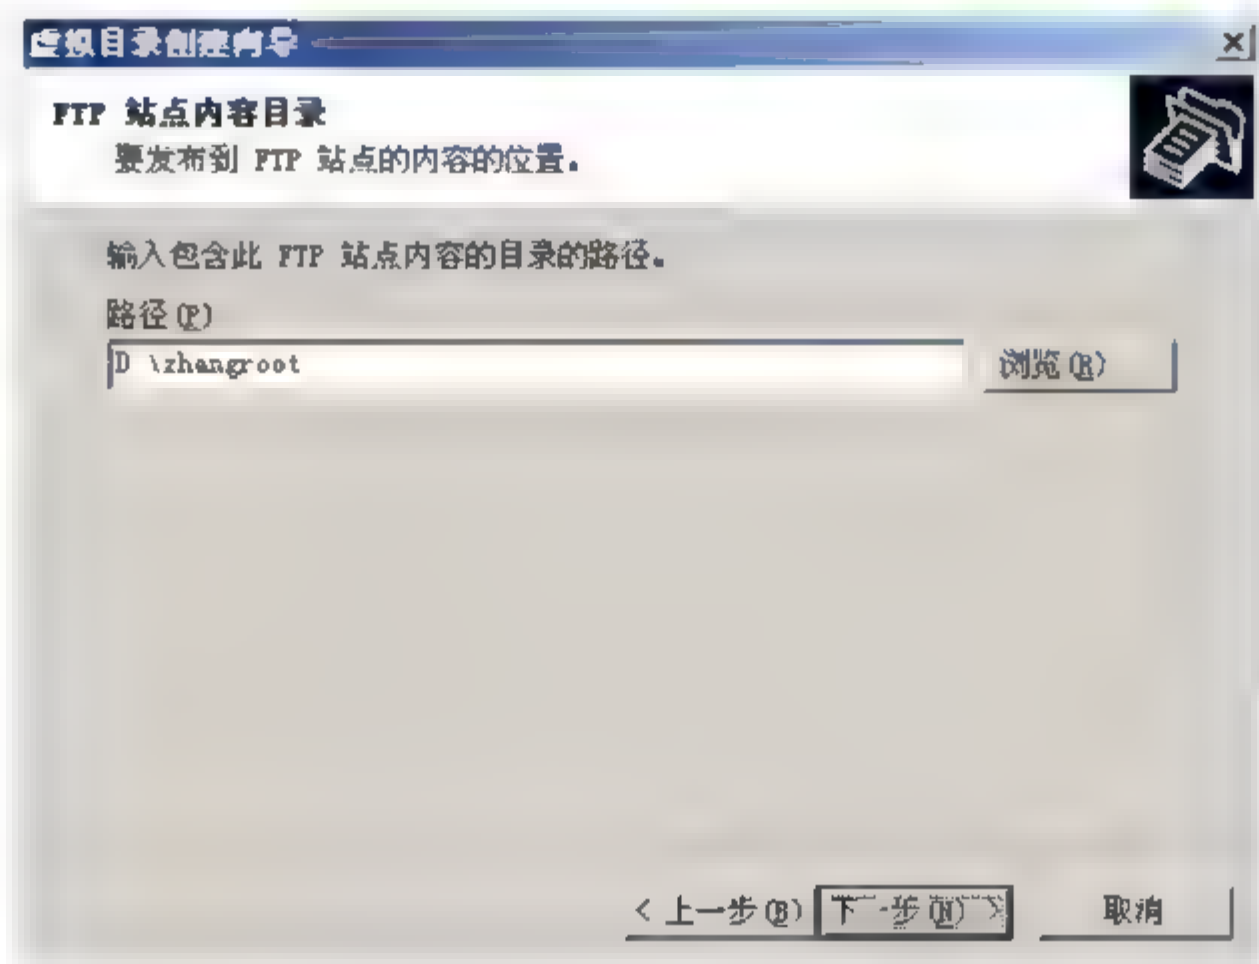 虚拟目录创建向导
FTP 站点内容目录
要发布到 FTP 站点的内容的位置。
输入包含此 FTP 站点内容的目录的路径。
路径(P)
D \zhangroot
浏览(R)
< 上一步(B) 下一步(N) > 取消